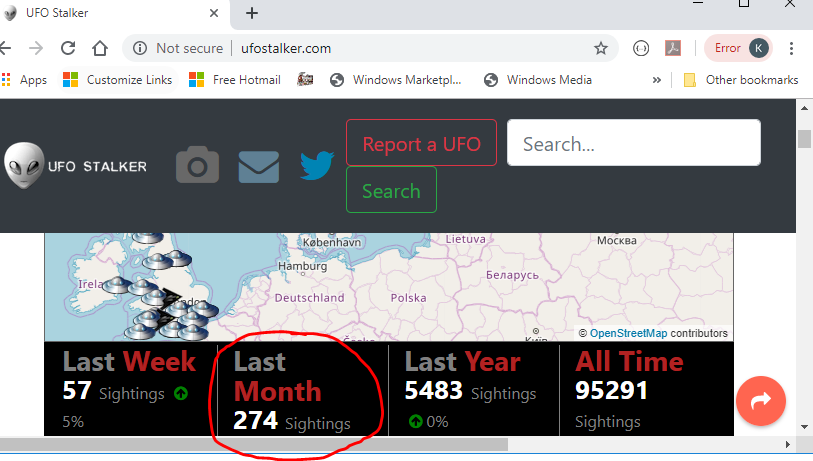 UFO Stalker
Not secure | ufostalker.com
Error K
Apps Customize Links Free Hotmail Windows Marketpl... Windows Media » Other bookmarks
UFO STALKER
Report a UFO
Search...
Search
København
Lietuva
Москва
Hamburg
Беларусь
Deutschland
Polska
Київ
© OpenStreetMap contributors
Last Week
57 Sightings
5%
Last
Month
274 Sightings
Last Year
5483 Sightings
0%
All Time
95291
Sightings